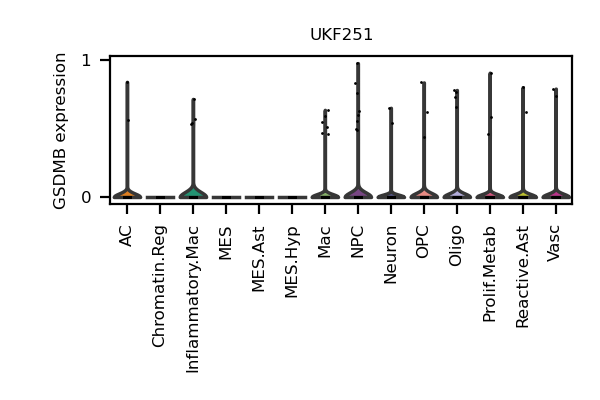 UKF251
GSDMB expression
1
0
AC
Chromatin.Reg
Inflammatory.Mac
MES
MES.Ast
MES.Hyp
Mac
NPC
Neuron
OPC
Oligo
Prolif.Metab
Reactive.Ast
Vasc